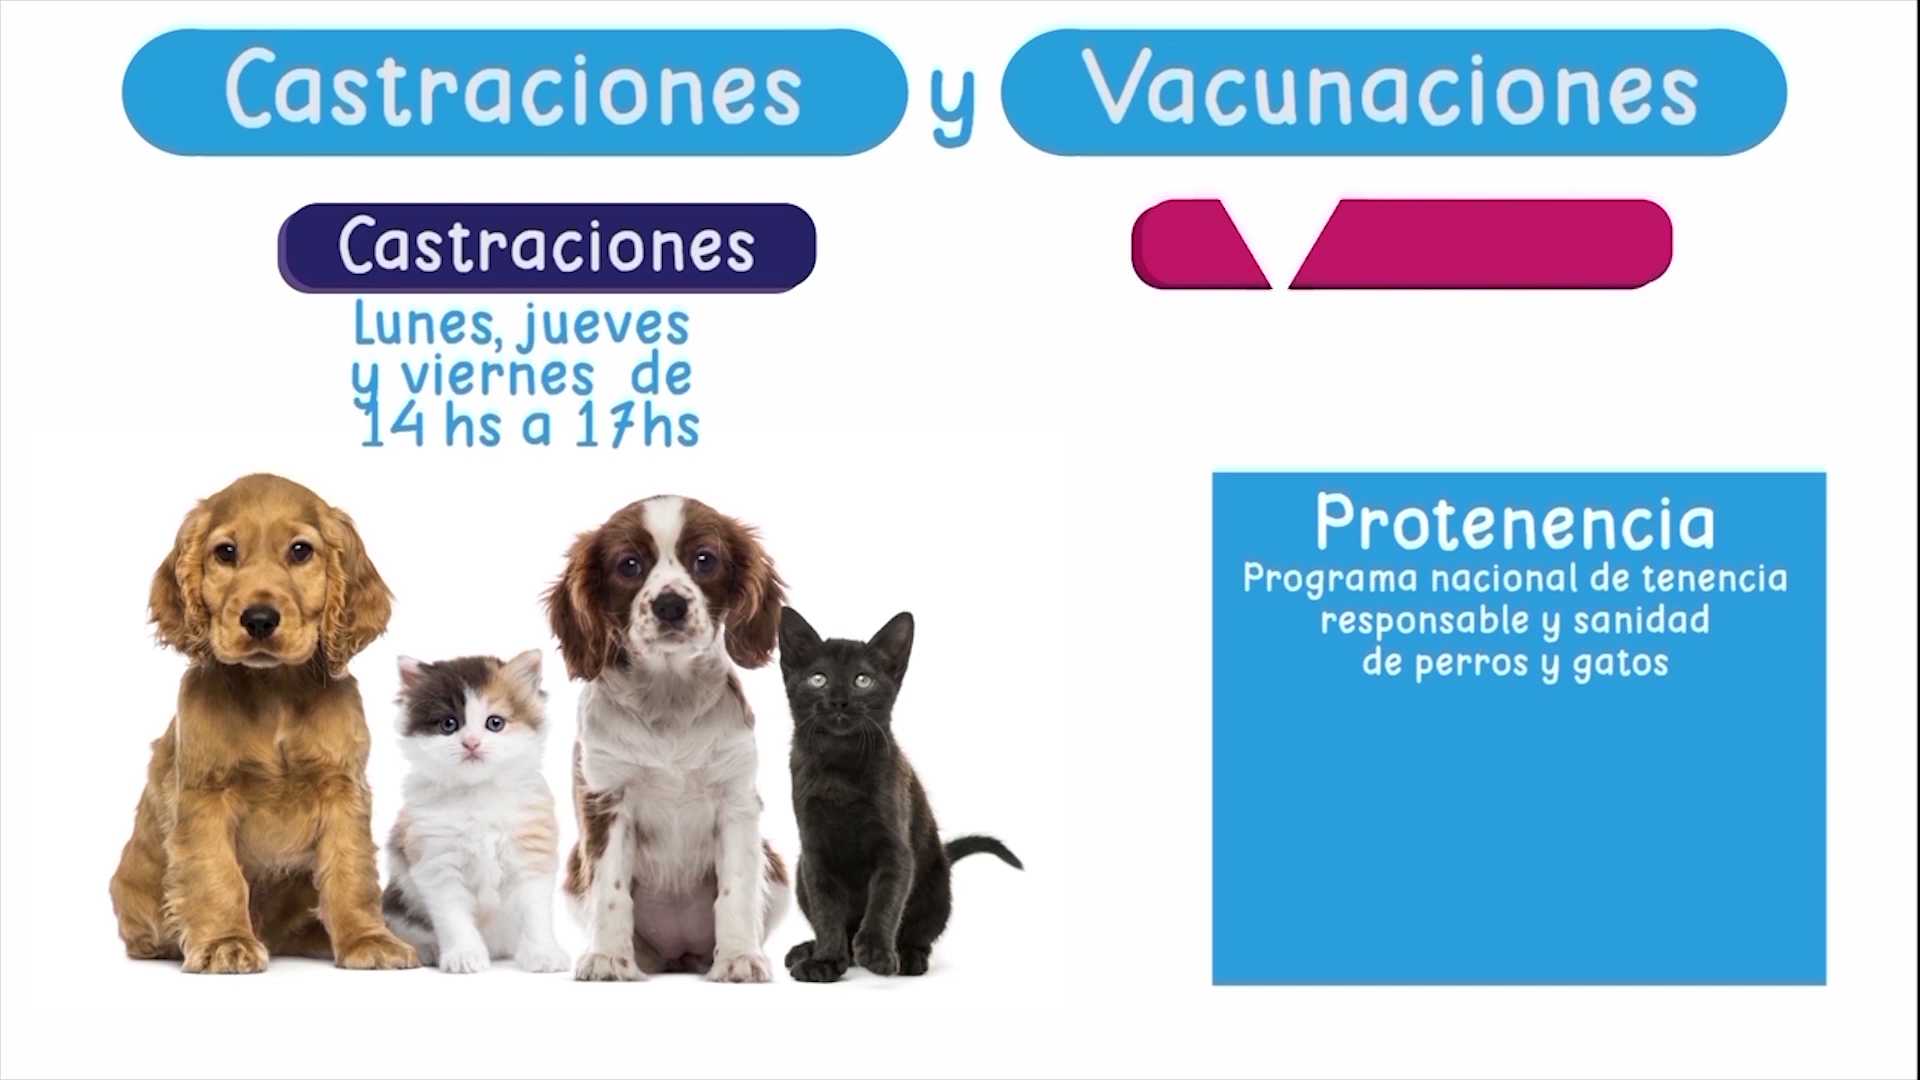 Castraciones y Vacunaciones
Castraciones
Lunes, jueves
y viernes de
14 hs a 17hs
Protenencia
Programa nacional de tenencia
responsable y sanidad
de perros y gatos